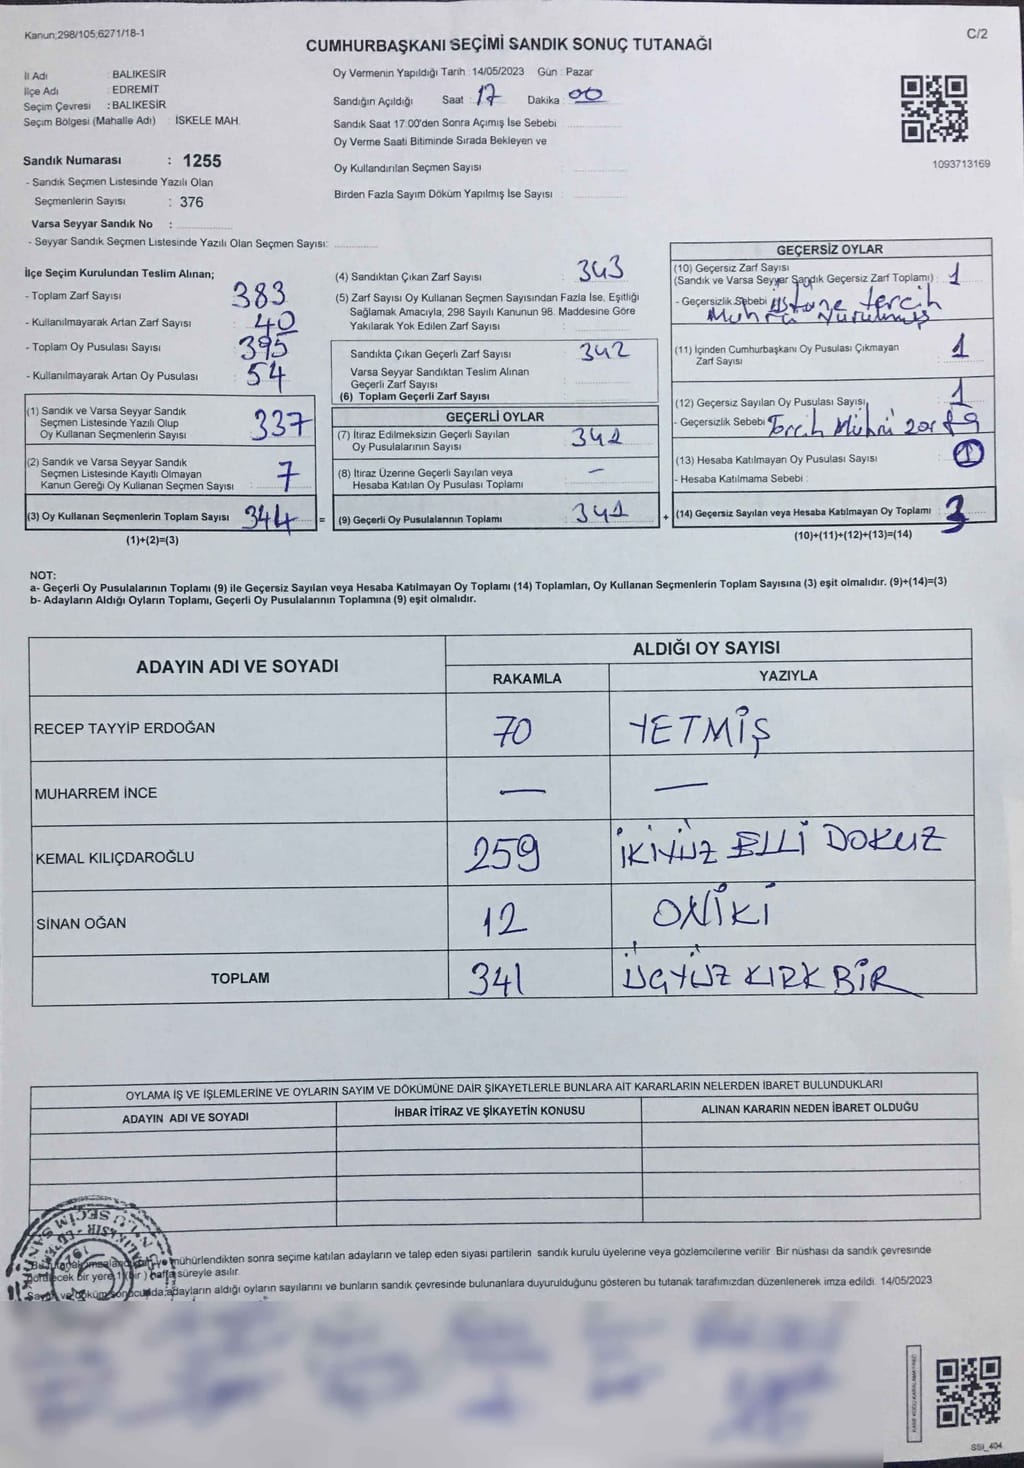 Kanun;298/105;6271/18-1
C/2
CUMHURBAŞKANI SEÇİMİ SANDIK SONUÇ TUTANAĞI
İl Adı : BALIKESİR
İlçe Adı : EDREMİT
Seçim Çevresi : BALIKESİR
Seçim Bölgesi (Mahalle Adı) : İSKELE MAH.
Sandık Numarası : 1255
- Sandık Seçmen Listesinde Yazılı Olan
Seçmenlerin Sayısı : 376
Varsa Seyyar Sandık No :
- Seyyar Sandık Seçmen Listesinde Yazılı Olan Seçmen Sayısı:
Oy Vermenin Yapıldığı Tarih : 14/05/2023 Gün : Pazar
Sandığın Açıldığı Saat : 17 Dakika : 00
Sandık Saat 17:00'den Sonra Açımış İse Sebebi
Oy Verme Saati Bitiminde Sırada Bekleyen ve
Oy Kullandırılan Seçmen Sayısı :
Birden Fazla Sayım Döküm Yapılmış İse Sayısı :
1093713169
İlçe Seçim Kurulundan Teslim Alınan;
- Toplam Zarf Sayısı : 383
- Kullanılmayarak Artan Zarf Sayısı : 40
- Toplam Oy Pusulası Sayısı : 395
- Kullanılmayarak Artan Oy Pusulası : 54
(1) Sandık ve Varsa Seyyar Sandık
Seçmen Listesinde Yazılı Olup
Oy Kullanan Seçmenlerin Sayısı : 337
(2) Sandık ve Varsa Seyyar Sandık
Seçmen Listesinde Kayıtlı Olmayan
Kanun Gereği Oy Kullanan Seçmen Sayısı : 7
(3) Oy Kullanan Seçmenlerin Toplam Sayısı : 344 =
(1)+(2)=(3)
(4) Sandıktan Çıkan Zarf Sayısı : 343
(5) Zarf Sayısı Oy Kullanan Seçmen Sayısından Fazla İse, Eşitliği
Sağlamak Amacıyla; 298 Sayılı Kanunun 98. Maddesine Göre
Yakılarak Yok Edilen Zarf Sayısı :
Sandıkta Çıkan Geçerli Zarf Sayısı : 342
Varsa Seyyar Sandıktan Teslim Alınan
Geçerli Zarf Sayısı :
(6) Toplam Geçerli Zarf Sayısı :
GEÇERLİ OYLAR
(7) İtiraz Edilmeksizin Geçerli Sayılan
Oy Pusulalarının Sayısı : 341
(8) İtiraz Üzerine Geçerli Sayılan veya
Hesaba Katılan Oy Pusulası Toplamı : —
(9) Geçerli Oy Pusulalarının Toplamı : 341 +
GEÇERSİZ OYLAR
(10) Geçersiz Zarf Sayısı
(Sandık ve Varsa Seyyar Sandık Geçersiz Zarf Toplamı) : 1
- Geçersizlik Sebebi : Üstüne tercih
Mührü Vurulmuş
(11) İçinden Cumhurbaşkanı Oy Pusulası Çıkmayan
Zarf Sayısı : 1
(12) Geçersiz Sayılan Oy Pusulası Sayısı : 1
- Geçersizlik Sebebi : Tercih Mührü
(13) Hesaba Katılmayan Oy Pusulası Sayısı : 1
- Hesaba Katılmama Sebebi :
(14) Geçersiz Sayılan veya Hesaba Katılmayan Oy Toplamı : 3
(10)+(11)+(12)+(13)=(14)
NOT:
a- Geçerli Oy Pusulalarının Toplamı (9) ile Geçersiz Sayılan veya Hesaba Katılmayan Oy Toplamı (14) Toplamları, Oy Kullanan Seçmenlerin Toplam Sayısına (3) eşit olmalıdır. (9)+(14)=(3)
b- Adayların Aldığı Oyların Toplamı, Geçerli Oy Pusulalarının Toplamına (9) eşit olmalıdır.
ADAYIN ADI VE SOYADI ALDIĞI OY SAYISI
RAKAMLA YAZIYLA
RECEP TAYYİP ERDOĞAN 70 YETMİŞ
MUHARREM İNCE — —
KEMAL KILIÇDAROĞLU 259 İKİYÜZ ELLİ DOKUZ
SİNAN OĞAN 12 ONİKİ
TOPLAM 341 ÜÇYÜZ KIRK BİR
OYLAMA İŞ VE İŞLEMLERİNE VE OYLARIN SAYIM VE DÖKÜMÜNE DAİR ŞİKAYETLERLE BUNLARA AİT KARARLARIN NELERDEN İBARET BULUNDUKLARI
ADAYIN ADI VE SOYADI İHBAR İTİRAZ VE ŞİKAYETİN KONUSU ALINAN KARARIN NEDEN İBARET OLDUĞU
mühürlendikten sonra seçime katılan adayların ve talep eden siyasi partilerin sandık kurulu üyelerine veya gözlemcilerine verilir. Bir nüshası da sandık çevresinde
bir yere 1 (bir) hafta süreyle asılır.
adayların aldığı oyların sayılarını ve bunların sandık çevresinde bulunanlara duyurulduğunu gösteren bu tutanak tarafımızdan düzenlenerek imza edildi. 14/05/2023
SSI_404